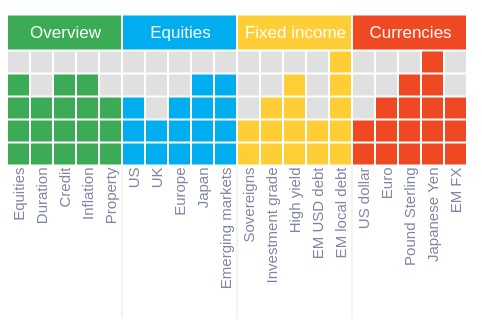 Overview Equities Fixed income Currencies
Equities
Duration
Credit
Inflation
Property
US
UK
Europe
Japan
Emerging markets
Sovereigns
Investment grade
High yield
EM USD debt
EM local debt
US dollar
Euro
Pound Sterling
Japanese Yen
EM FX